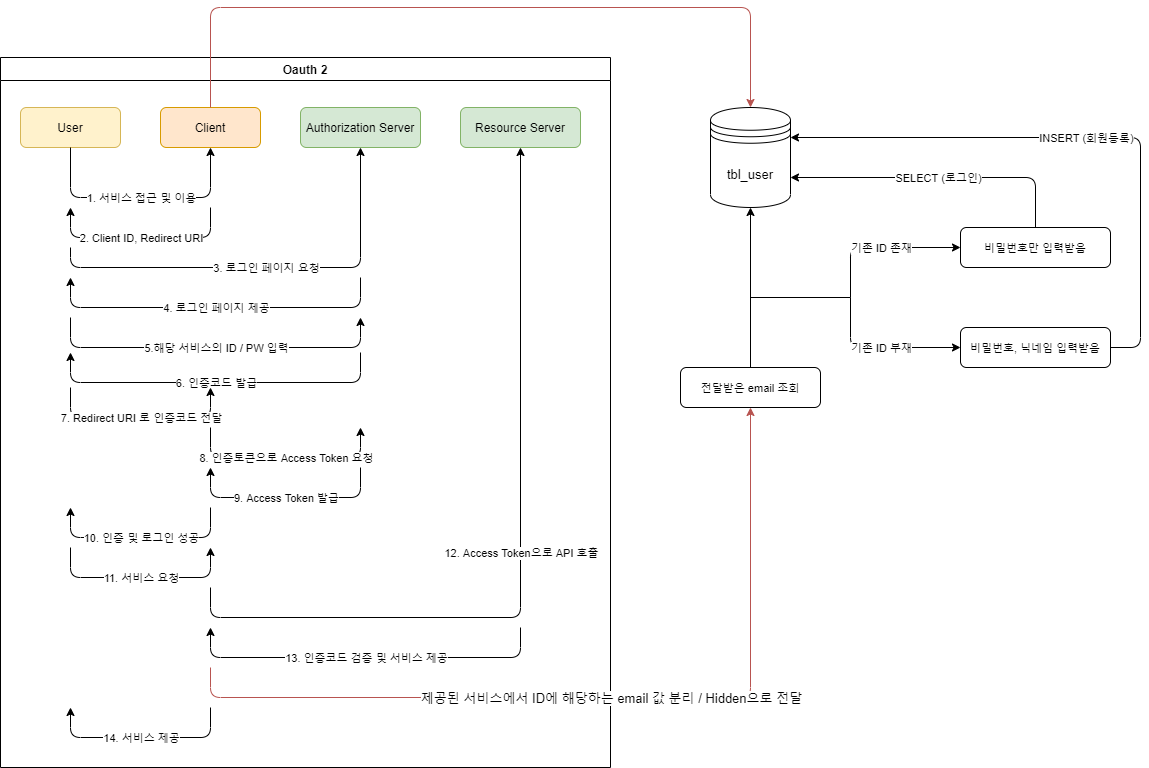 Oauth 2
User
Client
Authorization Server
Resource Server
1. 서비스 접근 및 이용
2. Client ID, Redirect URI
3. 로그인 페이지 요청
4. 로그인 페이지 제공
5.해당 서비스의 ID / PW 입력
6. 인증코드 발급
7. Redirect URI 로 인증코드 전달
8. 인증토큰으로 Access Token 요청
9. Access Token 발급
10. 인증 및 로그인 성공
11. 서비스 요청
12. Access Token으로 API 호출
13. 인증코드 검증 및 서비스 제공
제공된 서비스에서 ID에 해당하는 email 값 분리 / Hidden으로 전달
14. 서비스 제공
tbl_user
INSERT (회원등록)
SELECT (로그인)
기존 ID 존재
비밀번호만 입력받음
기존 ID 부재
비밀번호, 닉네임 입력받음
전달받은 email 조회